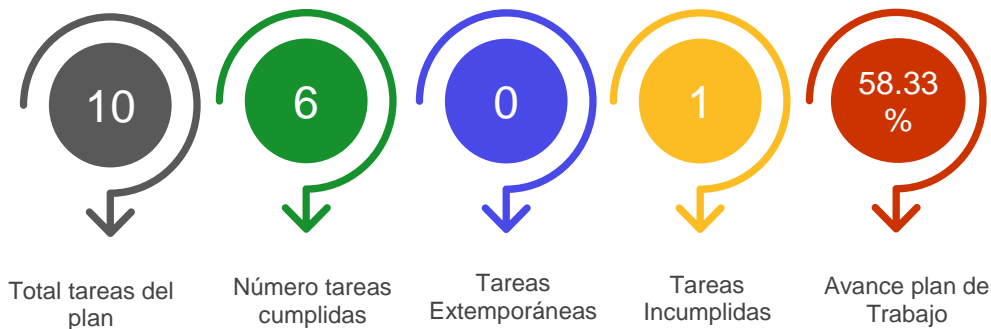 10
6
0
1
58.33
%
Total tareas del
plan
Número tareas
cumplidas
Tareas
Extemporáneas
Tareas
Incumplidas
Avance plan de
Trabajo